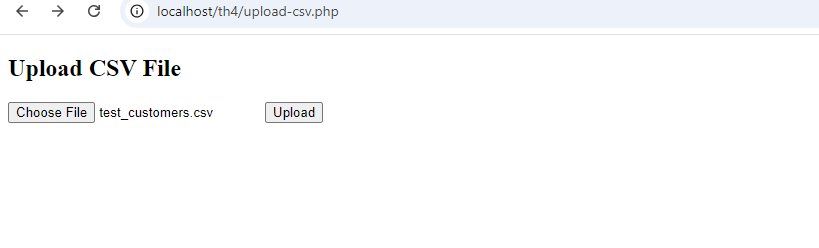 localhost/th4/upload-csv.php
Upload CSV File
Choose File test_customers.csv Upload